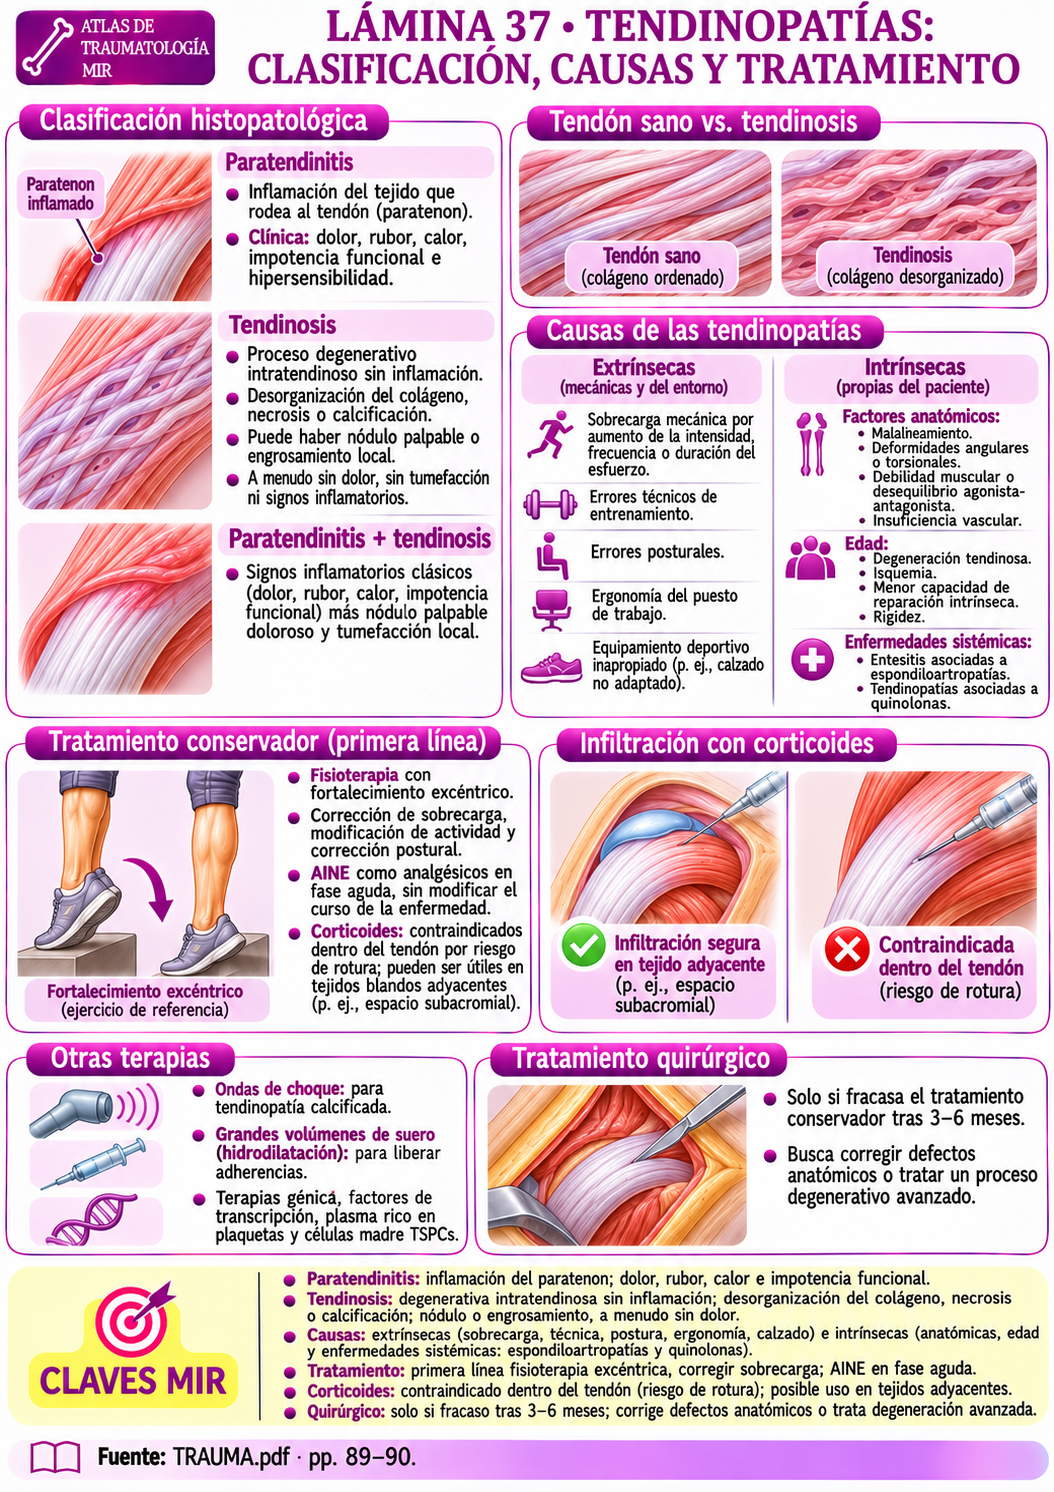 ATLAS DE
TRAUMATOLOGÍA
MIR
LÁMINA 37 • TENDINOPATÍAS:
CLASIFICACIÓN, CAUSAS Y TRATAMIENTO
Clasificación histopatológica
Paratenon
inflamado
Paratendinitis
Inflamación del tejido que
rodea al tendón (paratenon).
Clínica: dolor, rubor, calor,
impotencia funcional e
hipersensibilidad.
Tendinosis
Proceso degenerativo
intratendinoso sin inflamación.
Desorganización del colágeno,
necrosis o calcificación.
Puede haber nódulo palpable o
engrosamiento local.
A menudo sin dolor, sin tumefacción
ni signos inflamatorios.
Paratendinitis + tendinosis
Signos inflamatorios clásicos
(dolor, rubor, calor, impotencia
funcional) más nódulo palpable
doloroso y tumefacción local.
Tendón sano vs. tendinosis
Tendón sano
(colágeno ordenado)
Tendinosis
(colágeno desorganizado)
Causas de las tendinopatías
Extrínsecas
(mecánicas y del entorno)
Sobrecarga mecánica por
aumento de la intensidad,
frecuencia o duración del
esfuerzo.
Errores técnicos de
entrenamiento.
Errores posturales.
Ergonomía del puesto
de trabajo.
Equipamiento deportivo
inapropiado (p. ej., calzado
no adaptado).
Intrínsecas
(propias del paciente)
Factores anatómicos:
• Malalineamiento.
• Deformidades angulares
o torsionales.
• Debilidad muscular o
desequilibrio agonista-
antagonista.
• Insuficiencia vascular.
Edad:
• Degeneración tendinosa.
• Isquemia.
• Menor capacidad de
reparación intrínseca.
• Rigidez.
Enfermedades sistémicas:
• Entesitis asociadas a
espondiloartropatías.
• Tendinopatías asociadas a
quinolonas.
Tratamiento conservador (primera línea)
Fortalecimiento excéntrico
(ejercicio de referencia)
Fisioterapia con
fortalecimiento excéntrico.
Corrección de sobrecarga,
modificación de actividad y
corrección postural.
AINE como analgésicos en
fase aguda, sin modificar el
curso de la enfermedad.
Corticoides: contraindicados
dentro del tendón por riesgo
de rotura; pueden ser útiles en
tejidos blandos adyacentes
(p. ej., espacio subacromial).
Infiltración con corticoides
Infiltración segura
en tejido adyacente
(p. ej., espacio
subacromial)
Contraindicada
dentro del tendón
(riesgo de rotura)
Otras terapias
Ondas de choque: para
tendinopatía calcificada.
Grandes volúmenes de suero
(hidrodilatación): para liberar
adherencias.
Terapias génica, factores de
transcripción, plasma rico en
plaquetas y células madre TSPCs.
Tratamiento quirúrgico
Solo si fracasa el tratamiento
conservador tras 3–6 meses.
Busca corregir defectos
anatómicos o tratar un proceso
degenerativo avanzado.
CLAVES MIR
Paratendinitis: inflamación del paratenon; dolor, rubor, calor e impotencia funcional.
Tendinosis: degenerativa intratendinosa sin inflamación; desorganización del colágeno, necrosis
o calcificación; nódulo o engrosamiento, a menudo sin dolor.
Causas: extrínsecas (sobrecarga, técnica, postura, ergonomía, calzado) e intrínsecas (anatómicas, edad
y enfermedades sistémicas: espondiloartropatías y quinolonas).
Tratamiento: primera línea fisioterapia excéntrica, corregir sobrecarga; AINE en fase aguda.
Corticoides: contraindicado dentro del tendón (riesgo de rotura); posible uso en tejidos adyacentes.
Quirúrgico: solo si fracaso tras 3–6 meses; corrige defectos anatómicos o trata degeneración avanzada.
Fuente: TRAUMA.pdf · pp. 89–90.